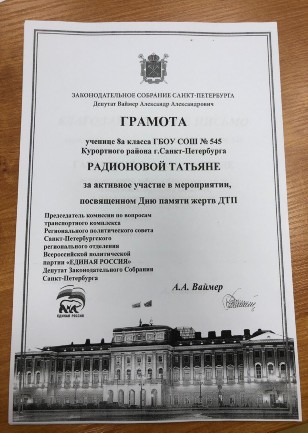 ЗАКОНОДАТЕЛЬНОЕ СОБРАНИЕ САНКТ-ПЕТЕРБУРГА
Депутат Ваймер Александр Александрович
ГРАМОТА
ученице 8а класса ГБОУ СОШ № 545
Курортного района г.Санкт-Петербурга
РАДИОНОВОЙ ТАТЬЯНЕ
за активное участие в мероприятии,
посвященном Дню памяти жертв ДТП
Председатель комиссии по вопросам
транспортного комплекса
Регионального политического совета
Санкт-Петербургского
регионального отделения
Всероссийской политической
партии «ЕДИНАЯ РОССИЯ»
Депутат Законодательного Собрания
Санкт-Петербурга
А.А. Ваймер
ЕДИНАЯ РОССИЯ